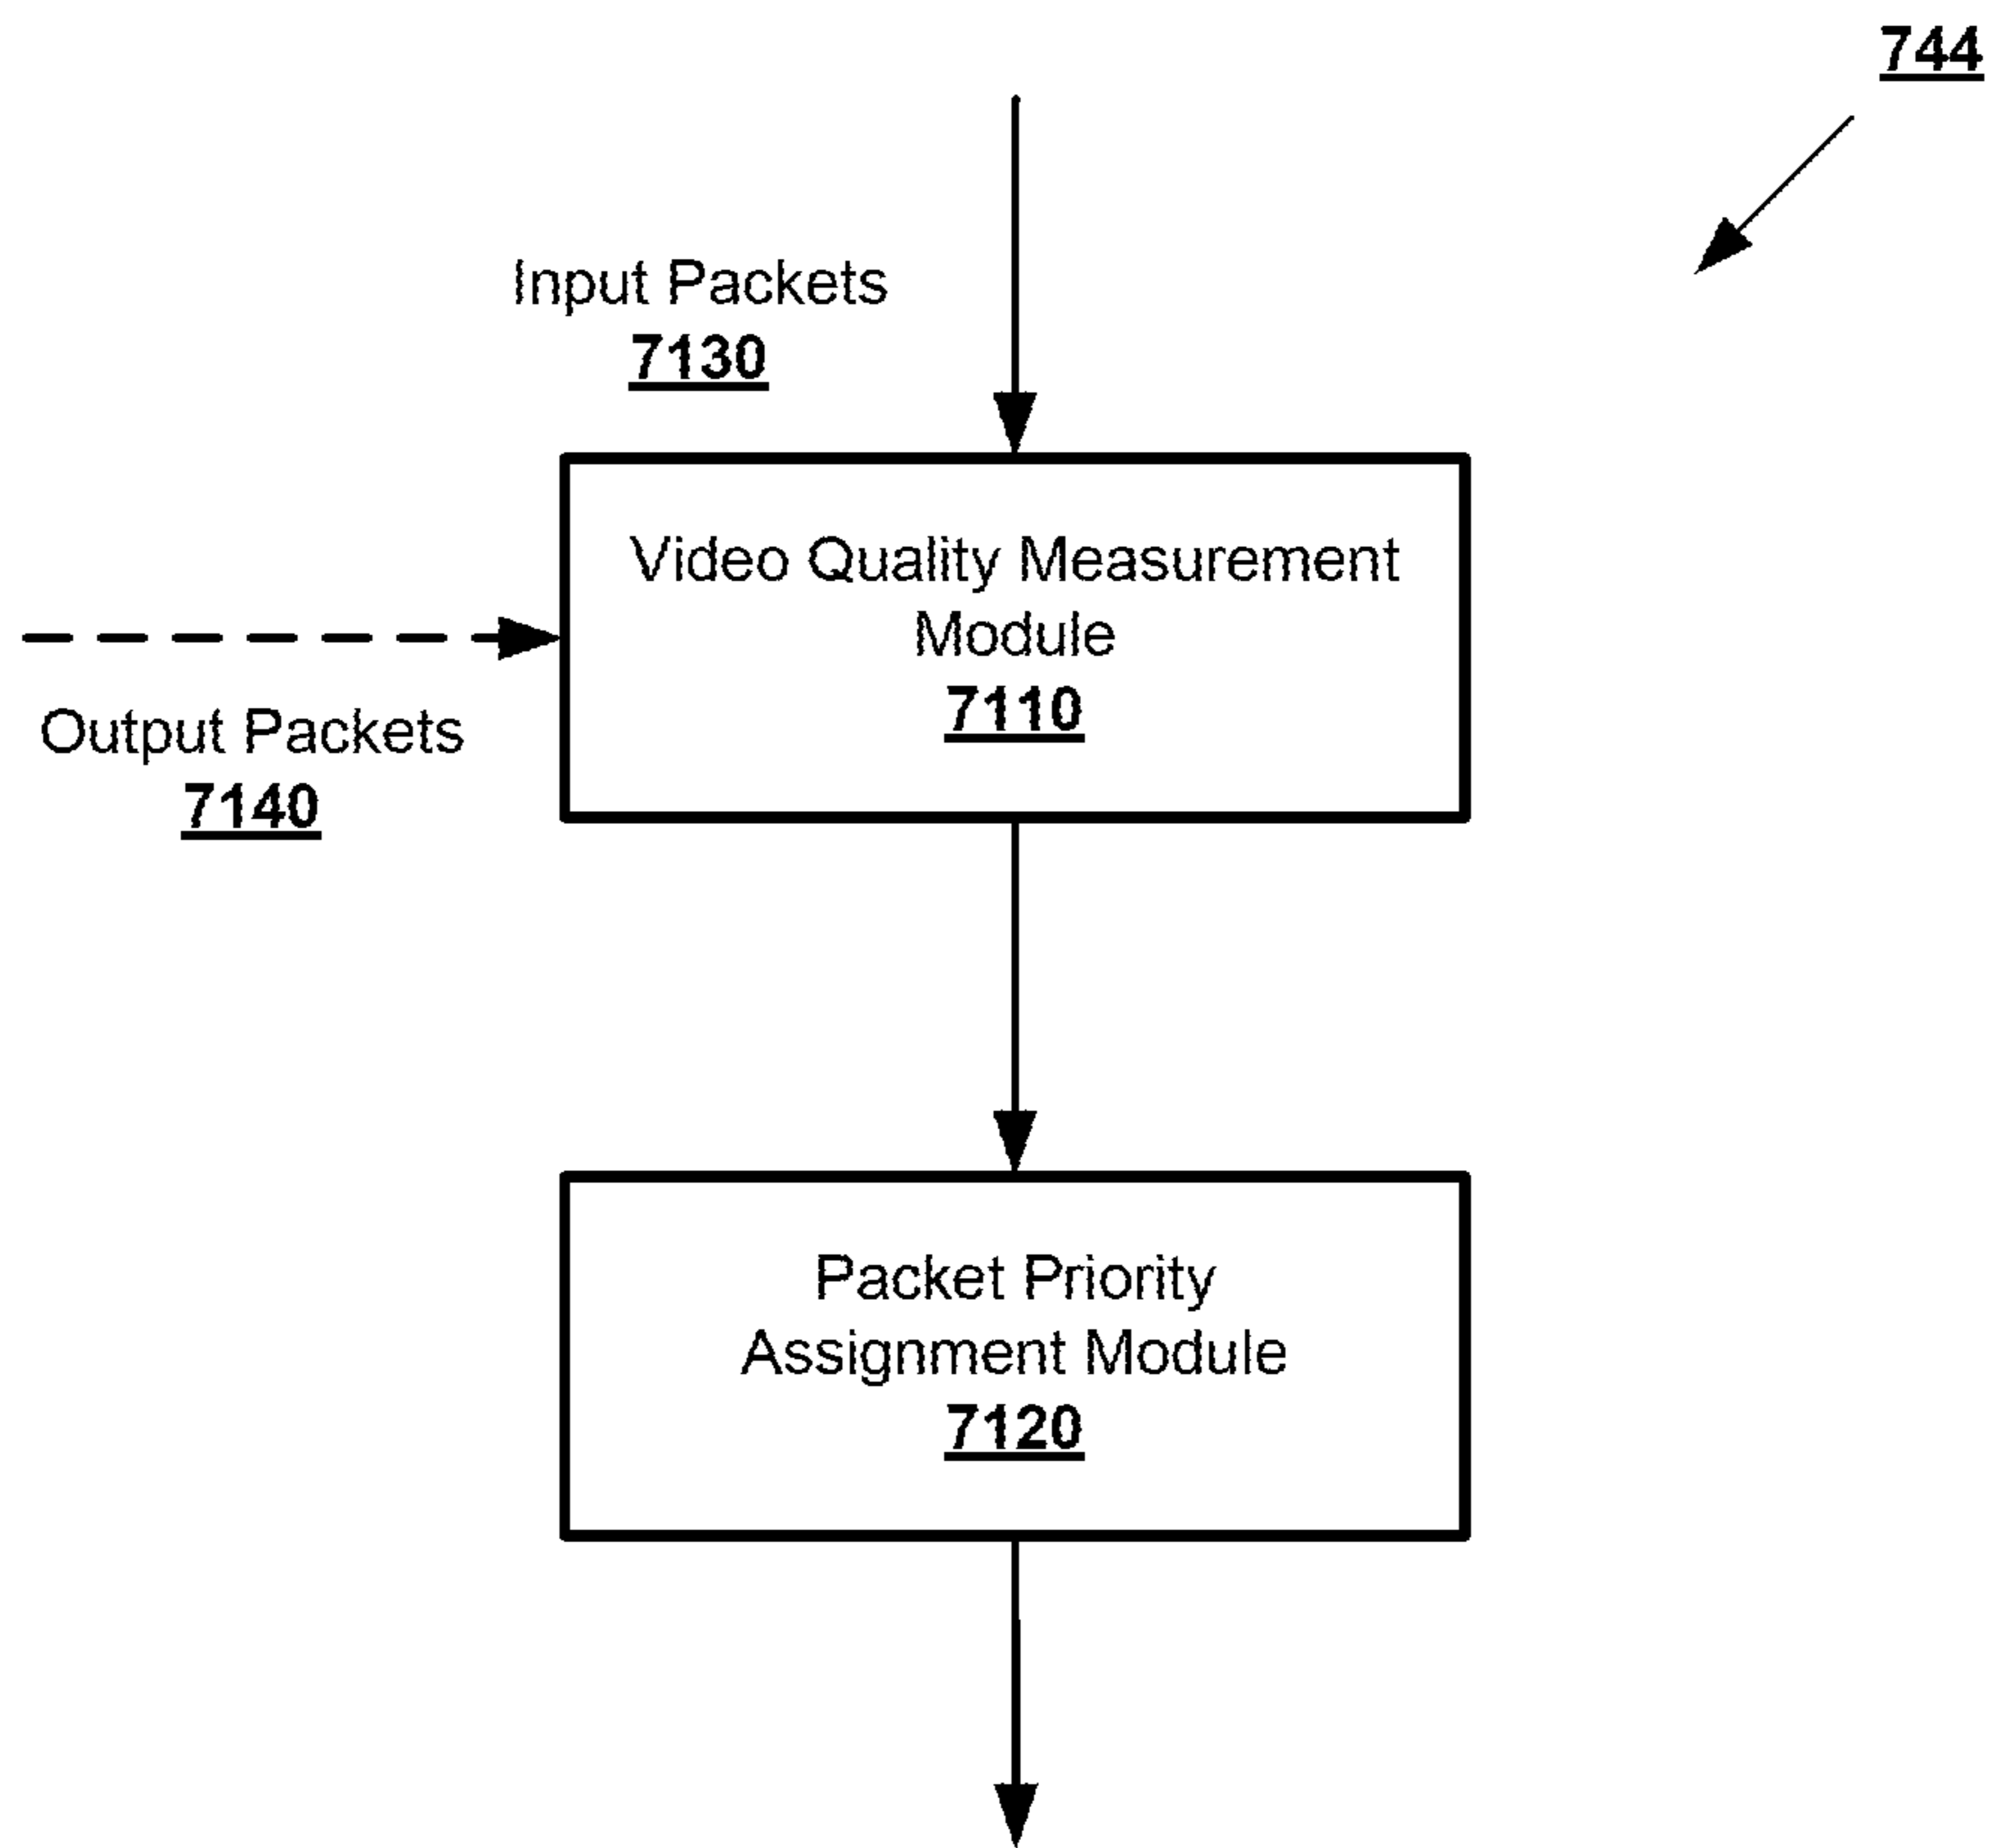 744
Input Packets
7130
Video Quality Measurement
Module
7110
Output Packets
7140
Packet Priority
Assignment Module
7120